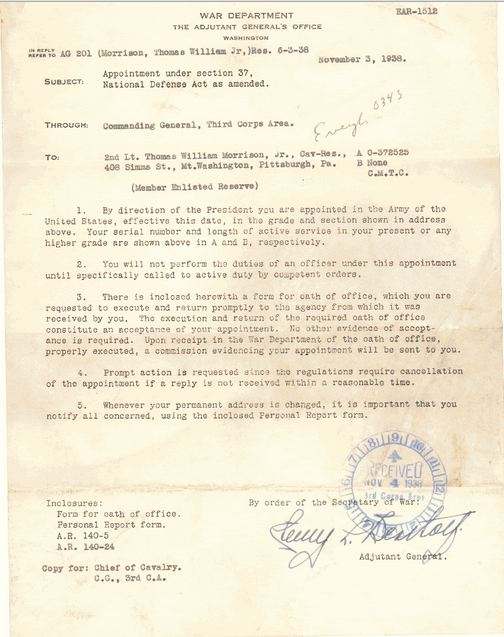 EAR-1512
WAR DEPARTMENT
THE ADJUTANT GENERAL'S OFFICE
WASHINGTON
IN REPLY
REFER TO AG 201 (Morrison, Thomas William Jr,)Res. 6-3-38
November 3, 1938.
SUBJECT: Appointment under section 37,
National Defense Act as amended.
0343
THROUGH: Commanding General, Third Corps Area.
TO: 2nd Lt. Thomas William Morrison, Jr., Cav-Res., A O-372525
408 Simms St., Mt.Washington, Pittsburgh, Pa. B None
C.M.T.C.
(Member Enlisted Reserve)
1. By direction of the President you are appointed in the Army of the
United States, effective this date, in the grade and section shown in address
above. Your serial number and length of active service in your present or any
higher grade are shown above in A and B, respectively.
2. You will not perform the duties of an officer under this appointment
until specifically called to active duty by competent orders.
3. There is inclosed herewith a form for oath of office, which you are
requested to execute and return promptly to the agency from which it was
received by you. The execution and return of the required oath of office
constitute an acceptance of your appointment. No other evidence of accept-
ance is required. Upon receipt in the War Department of the oath of office,
properly executed, a commission evidencing your appointment will be sent to you.
4. Prompt action is requested since the regulations require cancellation
of the appointment if a reply is not received within a reasonable time.
5. Whenever your permanent address is changed, it is important that you
notify all concerned, using the inclosed Personal Report form.
RECEIVED
NOV 4 1938
3rd Corps Area
Inclosures:
Form for oath of office.
Personal Report form.
A.R. 140-5
A.R. 140-24
By order of the Secretary of War:
Adjutant General.
Copy for: Chief of Cavalry.
C.G., 3rd C.A.